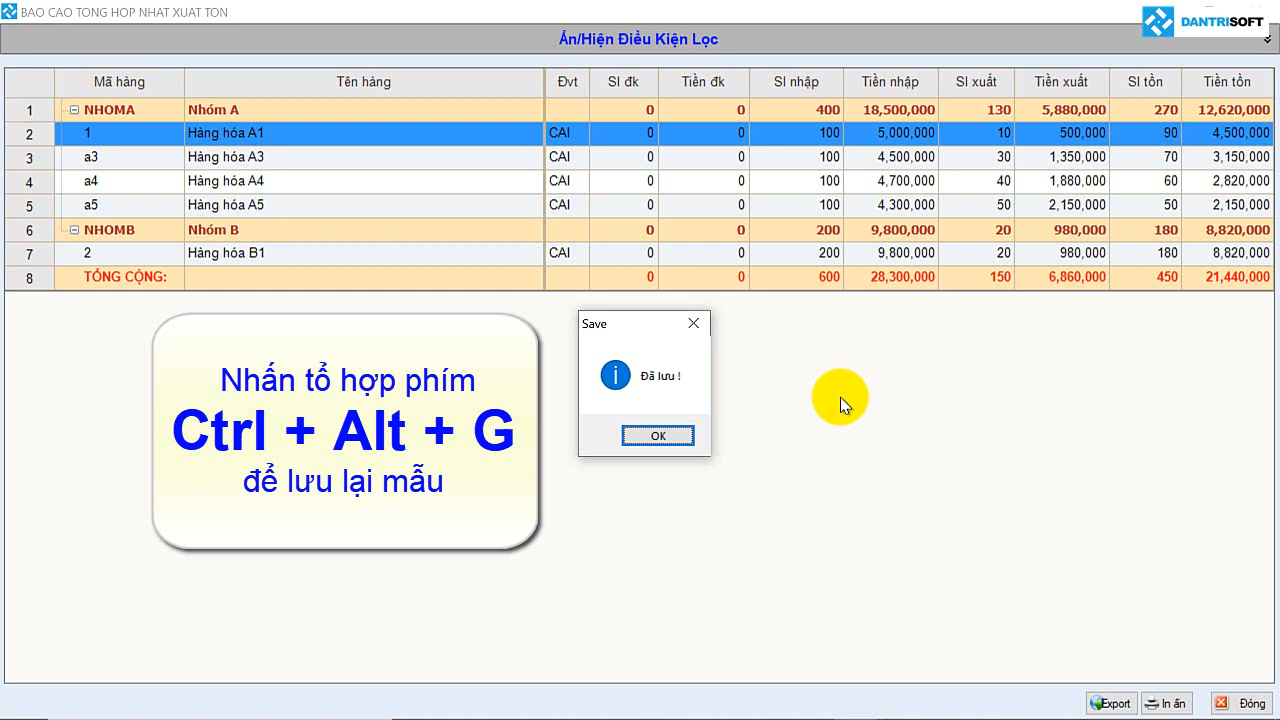 BAO CAO TONG HOP NHAT XUAT TON
DANTRISOFT
Ẩn/Hiện Điều Kiện Lọc
Mã hàng Tên hàng Đvt Sl đk Tiền đk Sl nhập Tiền nhập Sl xuất Tiền xuất Sl tồn Tiền tồn
1 NHOMA Nhóm A 0 0 400 18,500,000 130 5,880,000 270 12,620,000
2 1 Hàng hóa A1 CAI 0 0 100 5,000,000 10 500,000 90 4,500,000
3 a3 Hàng hóa A3 CAI 0 0 100 4,500,000 30 1,350,000 70 3,150,000
4 a4 Hàng hóa A4 CAI 0 0 100 4,700,000 40 1,880,000 60 2,820,000
5 a5 Hàng hóa A5 CAI 0 0 100 4,300,000 50 2,150,000 50 2,150,000
6 NHOMB Nhóm B 0 0 200 9,800,000 20 980,000 180 8,820,000
7 2 Hàng hóa B1 CAI 0 0 200 9,800,000 20 980,000 180 8,820,000
8 TỔNG CỘNG: 0 0 600 28,300,000 150 6,860,000 450 21,440,000
Nhấn tổ hợp phím
Ctrl + Alt + G
để lưu lại mẫu
Save
Đã lưu !
OK
Export In ấn Đóng